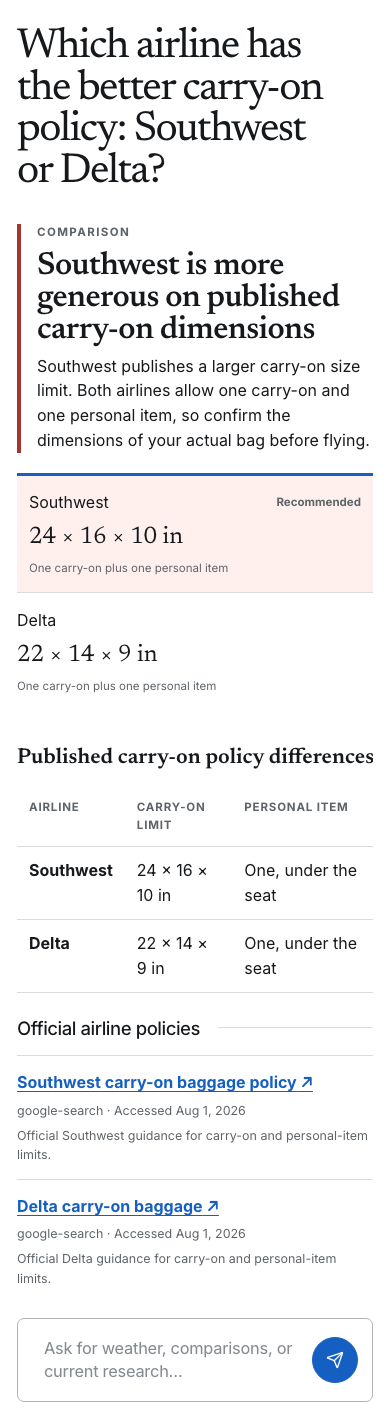 Which airline has
the better carry-on
policy: Southwest
or Delta?
COMPARISON
Southwest is more
generous on published
carry-on dimensions
Southwest publishes a larger carry-on size
limit. Both airlines allow one carry-on and
one personal item, so confirm the
dimensions of your actual bag before flying.
Southwest
Recommended
24 × 16 × 10 in
One carry-on plus one personal item
Delta
22 × 14 × 9 in
One carry-on plus one personal item
Published carry-on policy differences
AIRLINE
CARRY-ON
LIMIT
PERSONAL ITEM
Southwest
24 × 16 ×
10 in
One, under the
seat
Delta
22 × 14 ×
9 in
One, under the
seat
Official airline policies
Southwest carry-on baggage policy ↗
google-search · Accessed Aug 1, 2026
Official Southwest guidance for carry-on and personal-item
limits.
Delta carry-on baggage ↗
google-search · Accessed Aug 1, 2026
Official Delta guidance for carry-on and personal-item
limits.
Ask for weather, comparisons, or
current research...